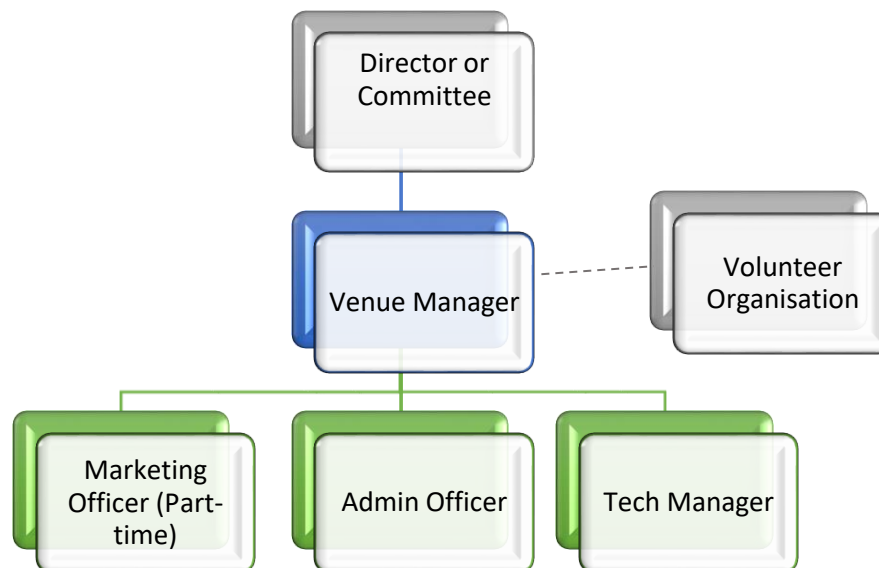 Director or
Committee
Venue Manager
Volunteer
Organisation
Marketing
Officer (Part-
time)
Admin Officer
Tech Manager